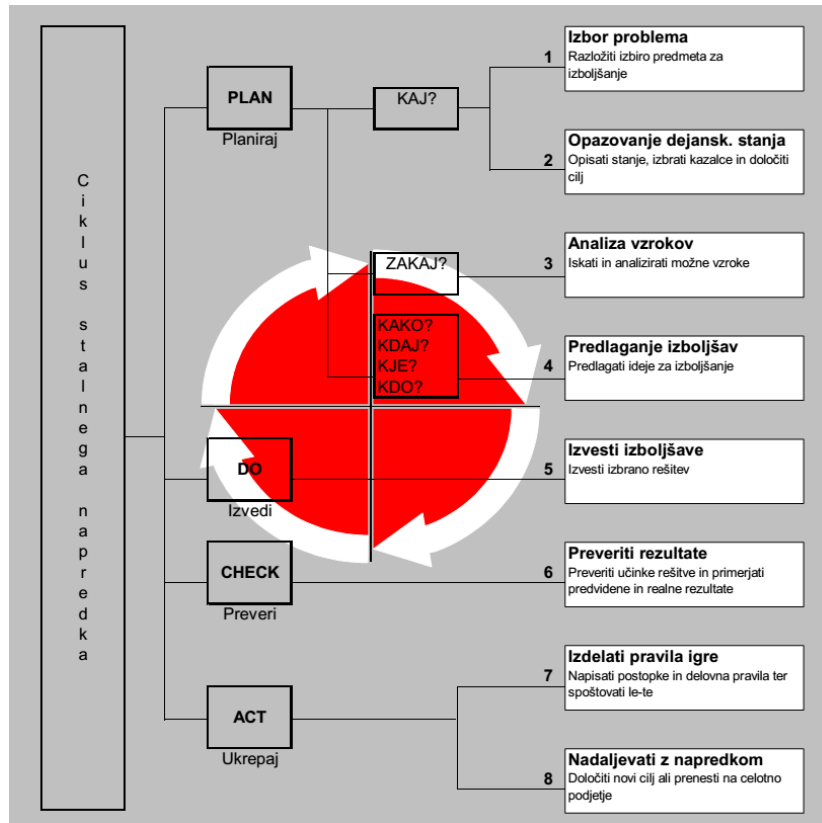 Ciklus stalnega napredka
PLAN
Planiraj
KAJ?
1
Izbor problema
Razložiti izbiro predmeta za
izboljšanje
2
Opazovanje dejansk. stanja
Opisati stanje, izbrati kazalce in določiti
cilj
ZAKAJ?
3
Analiza vzrokov
Iskati in analizirati možne vzroke
KAKO?
KDAJ?
KJE?
KDO?
4
Predlaganje izboljšav
Predlagati ideje za izboljšanje
DO
Izvedi
5
Izvesti izboljšave
Izvesti izbrano rešitev
CHECK
Preveri
6
Preveriti rezultate
Preveriti učinke rešitve in primerjati
predvidene in realne rezultate
ACT
Ukrepaj
7
Izdelati pravila igre
Napisati postopke in delovna pravila ter
spoštovati le-te
8
Nadaljevati z napredkom
Določiti novi cilj ali prenesti na celotno
podjetje